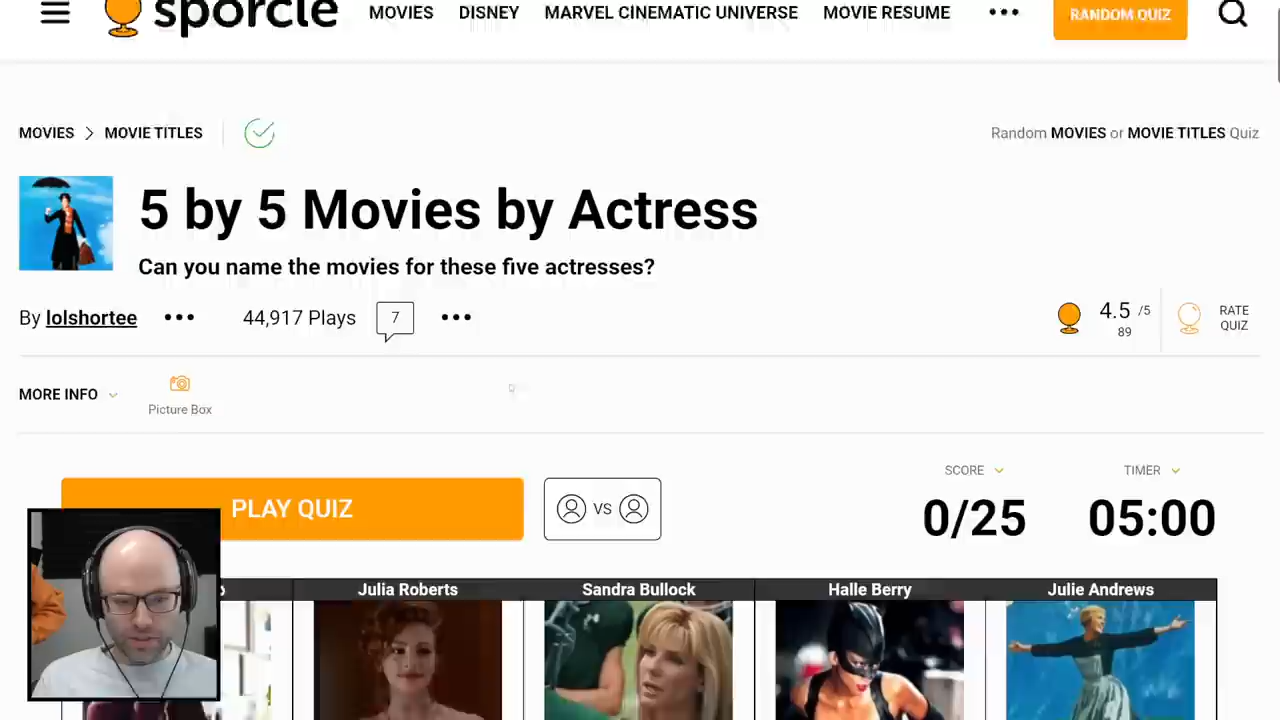 sporcle
MOVIES DISNEY MARVEL CINEMATIC UNIVERSE MOVIE RESUME
RANDOM QUIZ
MOVIES > MOVIE TITLES
Random MOVIES or MOVIE TITLES Quiz
5 by 5 Movies by Actress
Can you name the movies for these five actresses?
By lolshortee ••• 44,917 Plays 7 •••
4.5 /5
89
RATE
QUIZ
MORE INFO
Picture Box
SCORE
0/25
TIMER
05:00
PLAY QUIZ
VS
Julia Roberts
Sandra Bullock
Halle Berry
Julie Andrews